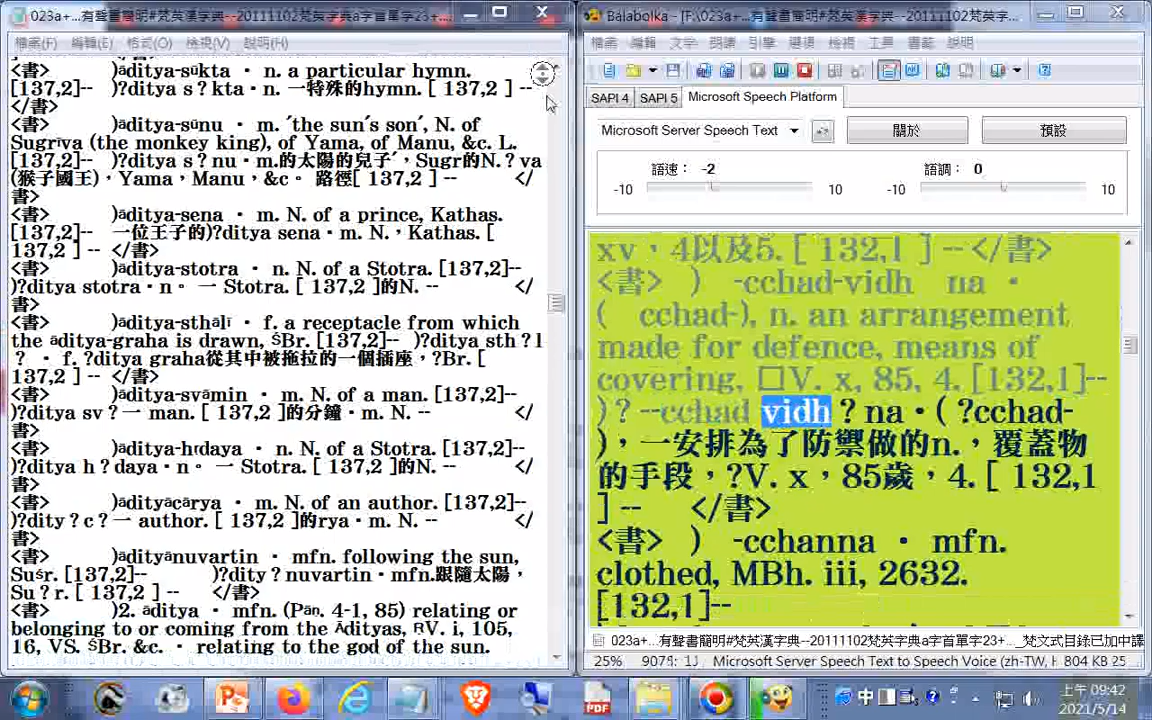 023a+...有聲書簡明#梵英漢字典--20111102梵英字典a字首單字23+...
檔案(F) 編輯(E) 格式(O) 檢視(V) 說明(H)
<書> )āditya-sūkta • n. a particular hymn.
[137,2]-- )?ditya s ? kta • n. 一特殊的hymn. [ 137,2 ] --
</書>
<書> )āditya-sūnu • m. ′the sun′s son′, N. of
Sugrīva (the monkey king), of Yama, of Manu, &c. L.
[137,2]-- )?ditya s ? nu • m.的太陽的兒子′，Sugr的N. ? va
(猴子國王)，Yama，Manu，&c。 路徑[ 137,2 ] -- </
書>
<書> )āditya-sena • m. N. of a prince, Kathas.
[137,2]-- 一位王子的)?ditya sena • m. N.，Kathas. [
137,2 ] -- </書>
<書> )āditya-stotra • n. N. of a Stotra. [137,2]--
)?ditya stotra • n。 一 Stotra. [ 137,2 ]的N. -- </
書>
<書> )āditya-sthālī • f. a receptacle from which
the āditya-graha is drawn, ŚBr. [137,2]-- )?ditya sth ? l
? • f. ?ditya graha從其中被拖拉的一個插座，?Br. [
137,2 ] -- </書>
<書> )āditya-svāmin • m. N. of a man. [137,2]--
)?ditya sv ? 一 man. [ 137,2 ]的分鐘 • m. N. -- </
書>
<書> )āditya-hṛdaya • n. N. of a Stotra. [137,2]--
)?ditya h ? daya • n。 一 Stotra. [ 137,2 ]的N. -- </
書>
<書> )ādityācārya • m. N. of an author. [137,2]--
)?dity ? c ? 一 author. [ 137,2 ]的rya • m. N. -- </
書>
<書> )ādityānuvartin • mfn. following the sun,
Suśr. [137,2]-- )?dity ? nuvartin • mfn.跟隨太陽，
Su ? r. [ 137,2 ] -- </書>
<書> )2. āditya • mfn. (Pāṇ. 4-1, 85) relating or
belonging to or coming from the Ādityas, ṚV. i, 105,
16, VS. ŚBr. &c. • relating to the god of the sun.
Balabolka - [F:\023a+...有聲書簡明#梵英漢字典--20111102梵英字...
檔案 編輯 文字 朗讀 引擎 選項 檢視 工具 書籤 說明
SAPI 4 SAPI 5 Microsoft Speech Platform
Microsoft Server Speech Text 關於 預設
語速： -2 語調： 0
-10 10 -10 10
xv，4以及5. [ 132,1 ] --</書>
<書> ) -cchad-vidh na •
( cchad-), n. an arrangement
made for defence, means of
covering, □V. x, 85, 4. [132,1]--
)? --cchad vidh ? na • ( ?cchad-
)，一安排為了防禦做的n.，覆蓋物
的手段，?V. x，85歲，4. [ 132,1
] -- </書>
<書> ) -cchanna • mfn.
clothed, MBh. iii, 2632.
[132,1]--
023a+...有聲書簡明#梵英漢字典--20111102梵英字典a字首單字23+..._梵文式目錄已加中譯
25% 9078: 11 Microsoft Server Speech Text to Speech Voice (zh-TW, H 804 KB 25
中
上午 09:42
2021/5/14